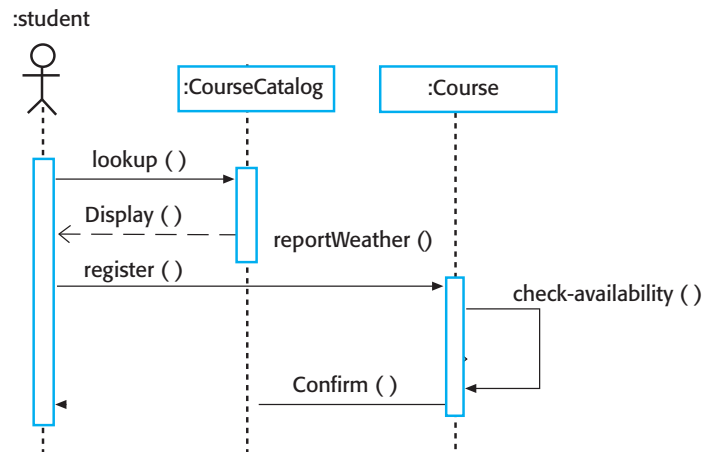 :student
:CourseCatalog
:Course
lookup ( )
Display ( )
reportWeather ()
register ( )
check-availability ( )
Confirm ( )